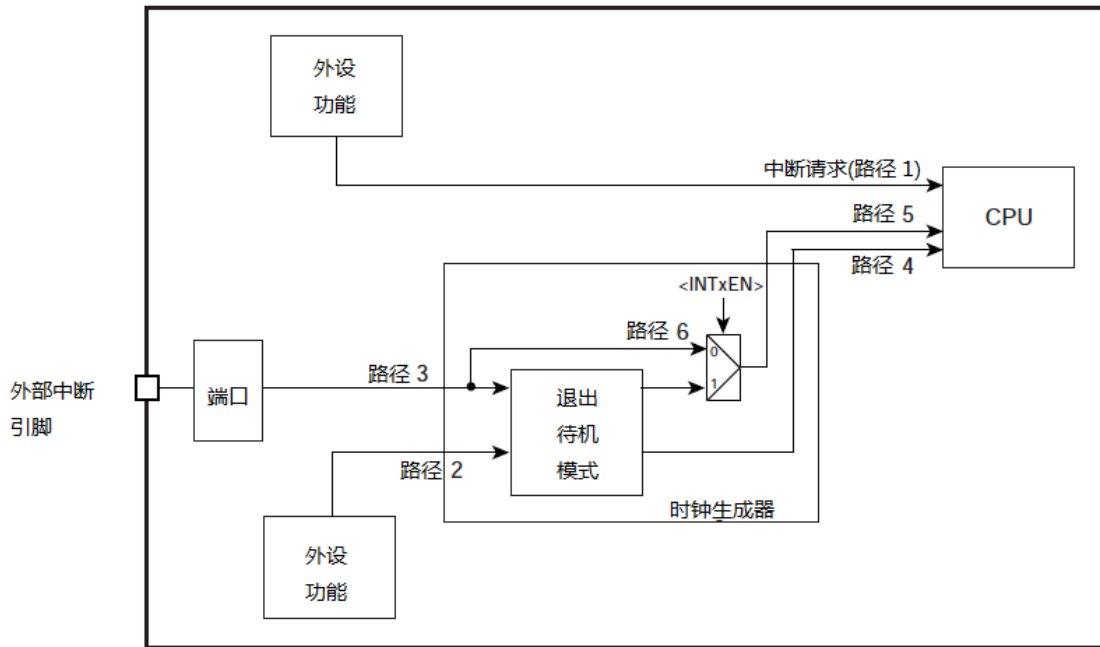 外设
功能
中断请求(路径 1)
CPU
路径 5
路径 4
<INTxEN>
路径 6
0
1
路径 3
外部中断
引脚
端口
退出
待机
模式
路径 2
时钟生成器
外设
功能